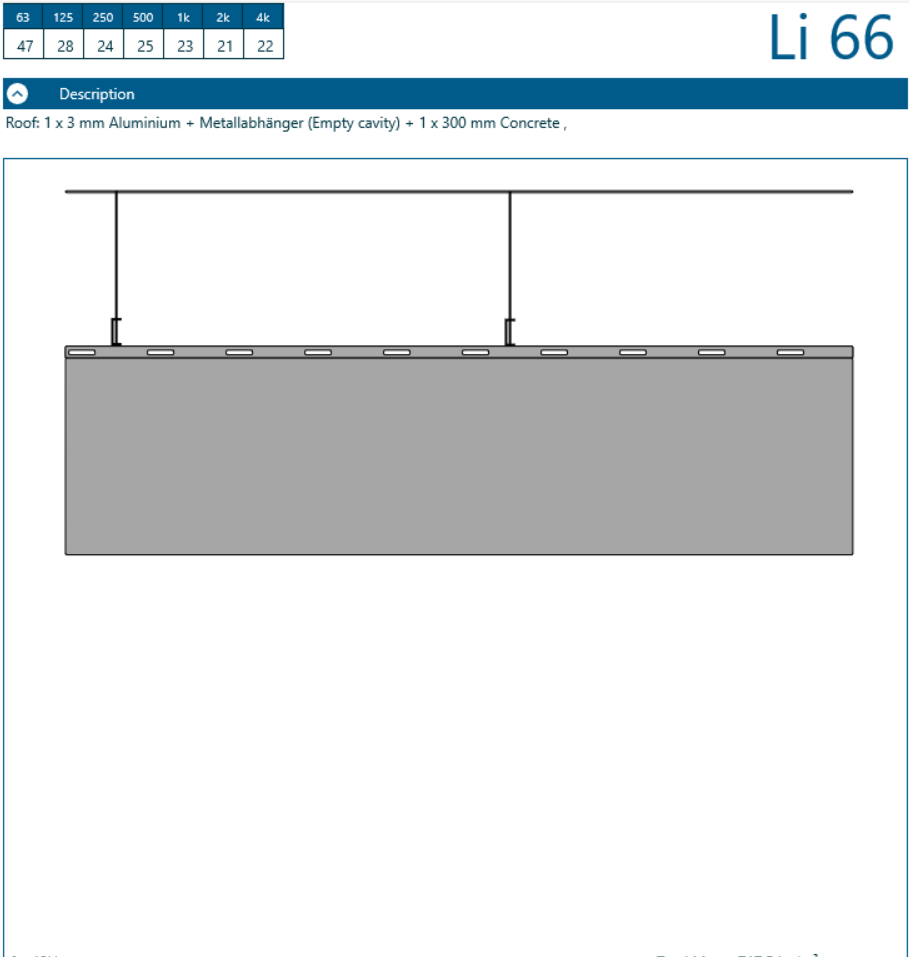 63 125 250 500 1k 2k 4k
Li 66
47 28 24 25 23 21 22
Description
Roof: 1 x 3 mm Aluminium + Metallabhänger (Empty cavity) + 1 x 300 mm Concrete ,